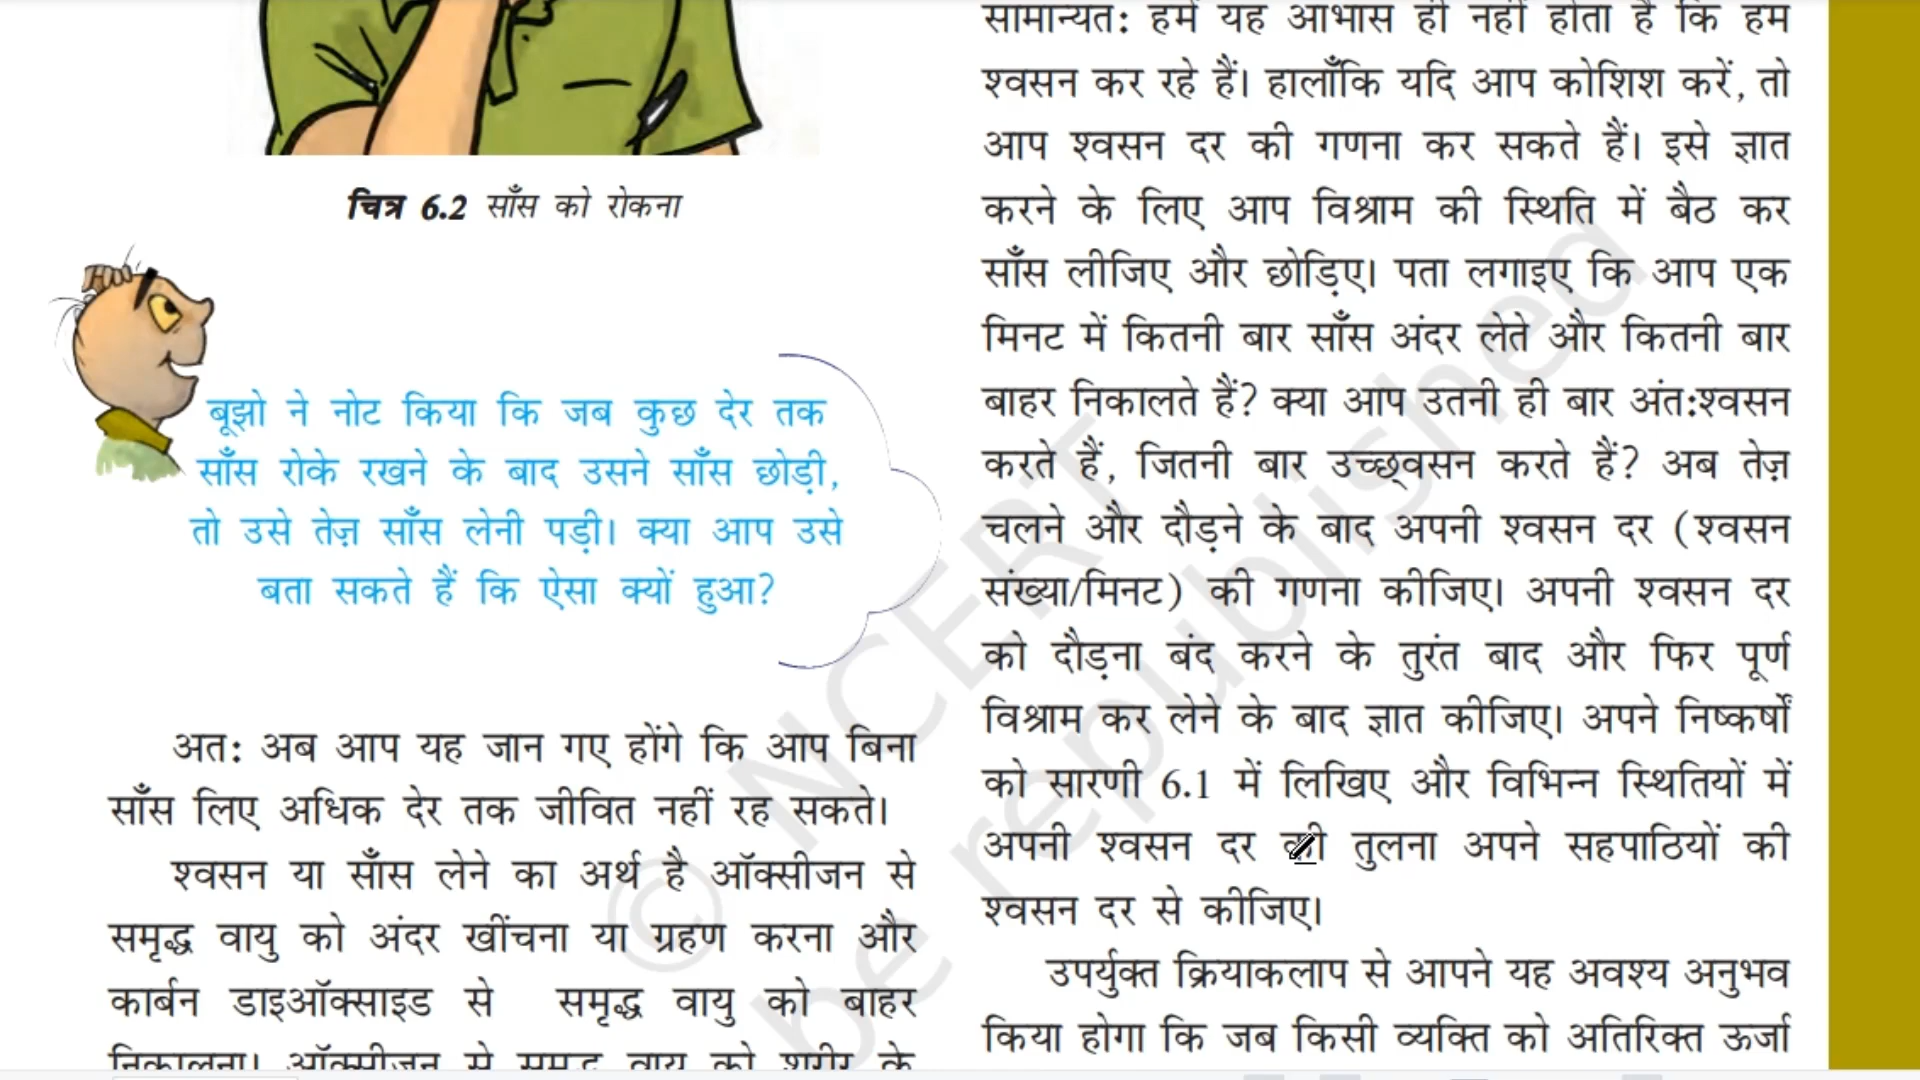 चित्र 6.2 साँस को रोकना
बूझो ने नोट किया कि जब कुछ देर तक
साँस रोके रखने के बाद उसने साँस छोड़ी,
तो उसे तेज़ साँस लेनी पड़ी। क्या आप उसे
बता सकते हैं कि ऐसा क्यों हुआ?
अत: अब आप यह जान गए होंगे कि आप बिना
साँस लिए अधिक देर तक जीवित नहीं रह सकते।
श्वसन या साँस लेने का अर्थ है ऑक्सीजन से
समृद्ध वायु को अंदर खींचना या ग्रहण करना और
कार्बन डाइऑक्साइड से समृद्ध वायु को बाहर
निकालना। ऑक्सीजन से समृद्ध वायु को शरीर के
सामान्यत: हमें यह आभास ही नहीं होता है कि हम
श्वसन कर रहे हैं। हालाँकि यदि आप कोशिश करें, तो
आप श्वसन दर की गणना कर सकते हैं। इसे ज्ञात
करने के लिए आप विश्राम की स्थिति में बैठ कर
साँस लीजिए और छोड़िए। पता लगाइए कि आप एक
मिनट में कितनी बार साँस अंदर लेते और कितनी बार
बाहर निकालते हैं? क्या आप उतनी ही बार अंत:श्वसन
करते हैं, जितनी बार उच्छ्वसन करते हैं? अब तेज़
चलने और दौड़ने के बाद अपनी श्वसन दर (श्वसन
संख्या/मिनट) की गणना कीजिए। अपनी श्वसन दर
को दौड़ना बंद करने के तुरंत बाद और फिर पूर्ण
विश्राम कर लेने के बाद ज्ञात कीजिए। अपने निष्कर्षों
को सारणी 6.1 में लिखिए और विभिन्न स्थितियों में
अपनी श्वसन दर की तुलना अपने सहपाठियों की
श्वसन दर से कीजिए।
उपर्युक्त क्रियाकलाप से आपने यह अवश्य अनुभव
किया होगा कि जब किसी व्यक्ति को अतिरिक्त ऊर्जा
© NCERT
be republished